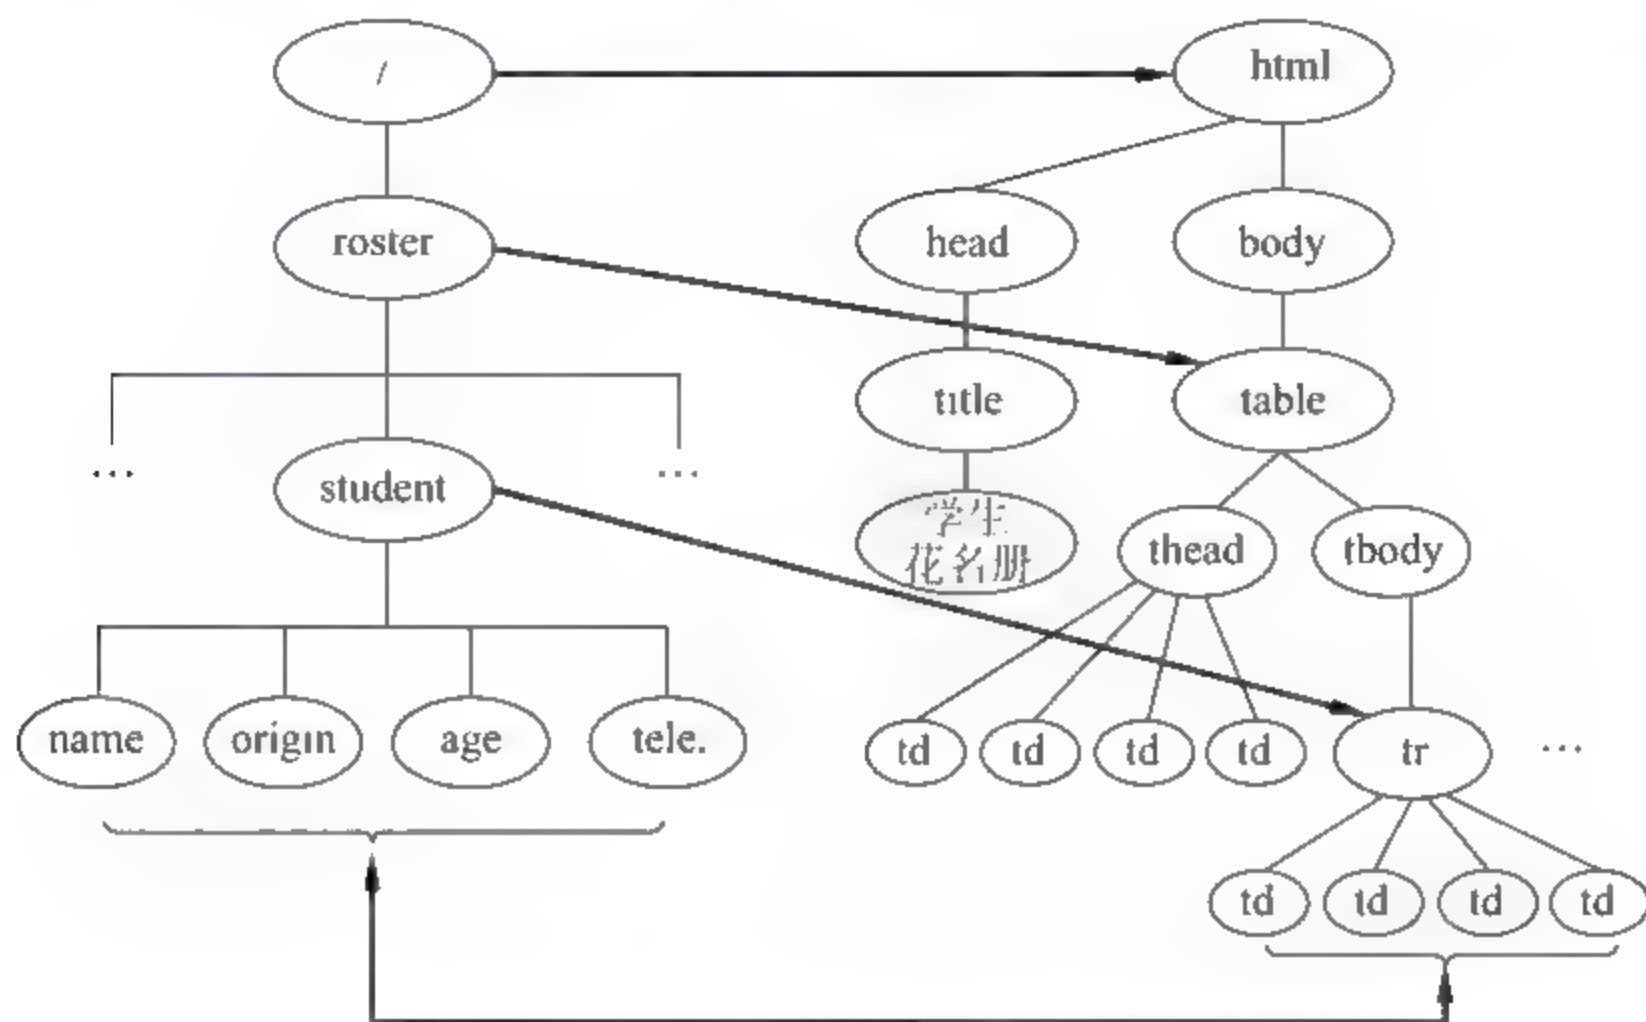 /
html
roster
head
body
title
table
...
student
...
学生
花名册
thead
tbody
name
origin
age
tele.
td
td
td
td
tr
...
td
td
td
td